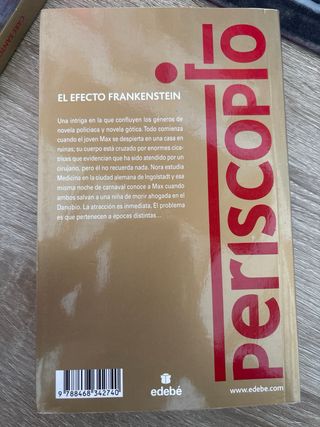 EL EFECTO FRANKENSTEIN
Una intriga en la que confluyen los géneros de
novela policiaca y novela gótica. Todo comienza
cuando el joven Max se despierta en una casa en
ruinas; su cuerpo está cruzado por enormes cica-
trices que evidencian que ha sido atendido por un
cirujano, pero él no recuerda nada. Nora estudia
Medicina en la ciudad alemana de Ingolstadt y esa
misma noche de carnaval conoce a Max cuando
ambos salvan a una niña de morir ahogada en el
Danubio. La atracción es inmediata. El problema
es que pertenecen a épocas distintas...
periscopio
9 788468 342740
edebé
www.edebe.com